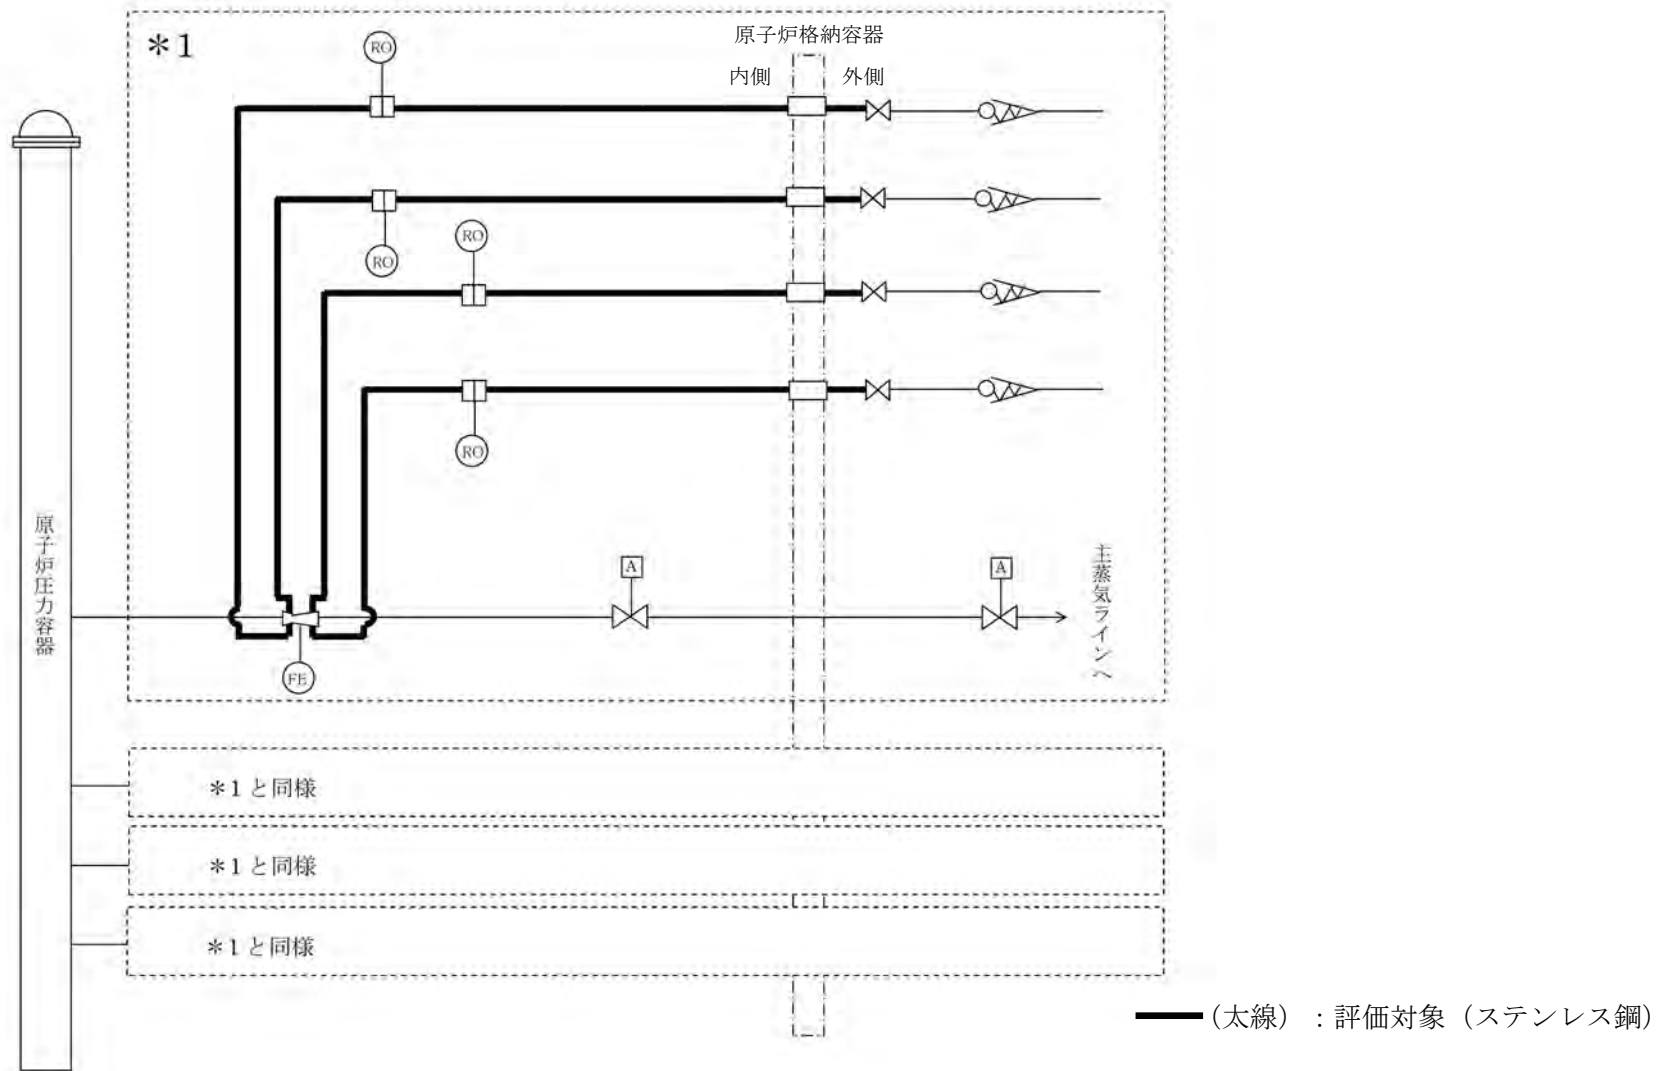 *1
RO
原子炉格納容器
内側
外側
RO
RO
RO
A
A
FE
原子炉圧力容器
主蒸気ラインへ
*1と同様
*1と同様
*1と同様
(太線) :評価対象(ステンレス鋼)